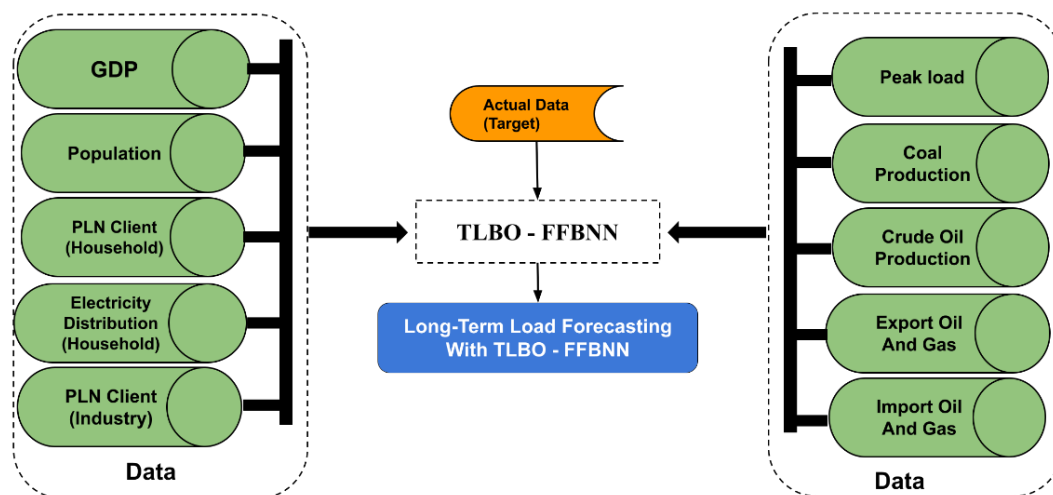 GDP
Population
PLN Client
(Household)
Electricity
Distribution
(Household)
PLN Client
(Industry)
Data
Actual Data
(Target)
TLBO - FFBNN
Long-Term Load Forecasting
With TLBO - FFBNN
Peak load
Coal
Production
Crude Oil
Production
Export Oil
And Gas
Import Oil
And Gas
Data